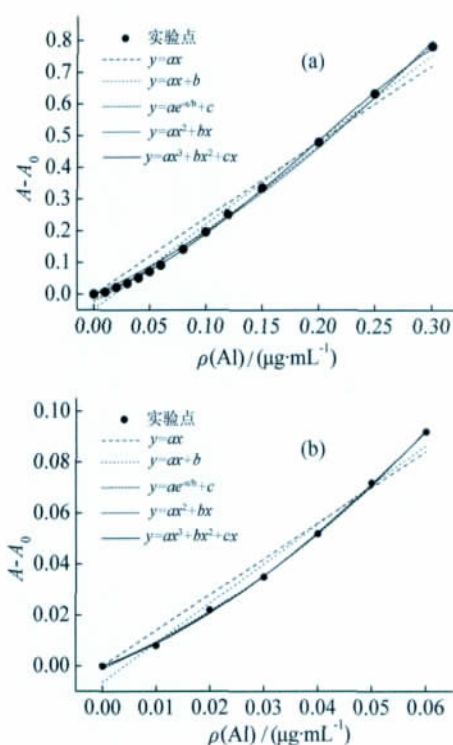 (a)
实验点
y=ax
y=ax+b
y=ae^-x/b+c
y=ax²+bx
y=ax³+bx²+cx
A-A₀
0.8
0.7
0.6
0.5
0.4
0.3
0.2
0.1
0.0
0.00 0.05 0.10 0.15 0.20 0.25 0.30
ρ(Al)/(μg·mL⁻¹)
(b)
实验点
y=ax
y=ax+b
y=ae^-x/b+c
y=ax²+bx
y=ax³+bx²+cx
A-A₀
0.10
0.08
0.06
0.04
0.02
0.00
0.00 0.01 0.02 0.03 0.04 0.05 0.06
ρ(Al)/(μg·mL⁻¹)